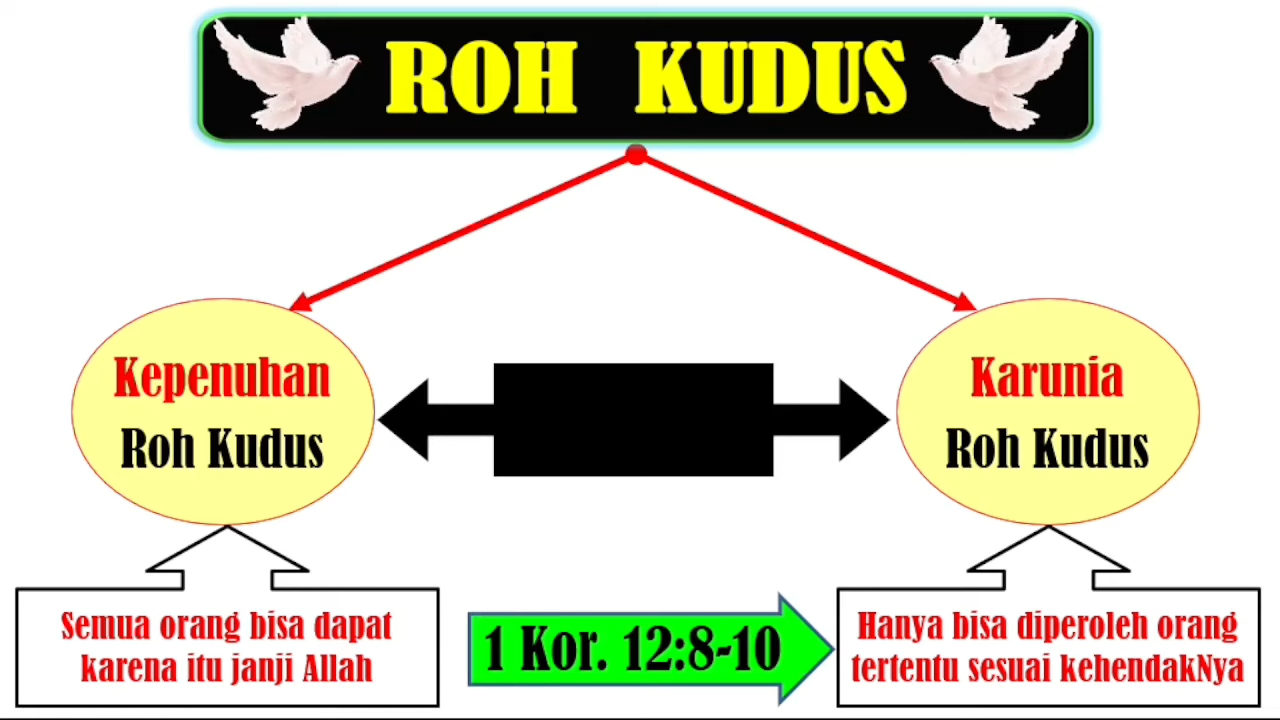 ROH KUDUS
Kepenuhan
Roh Kudus
Karunia
Roh Kudus
Semua orang bisa dapat
karena itu janji Allah
1 Kor. 12:8-10
Hanya bisa diperoleh orang
tertentu sesuai kehendakNya